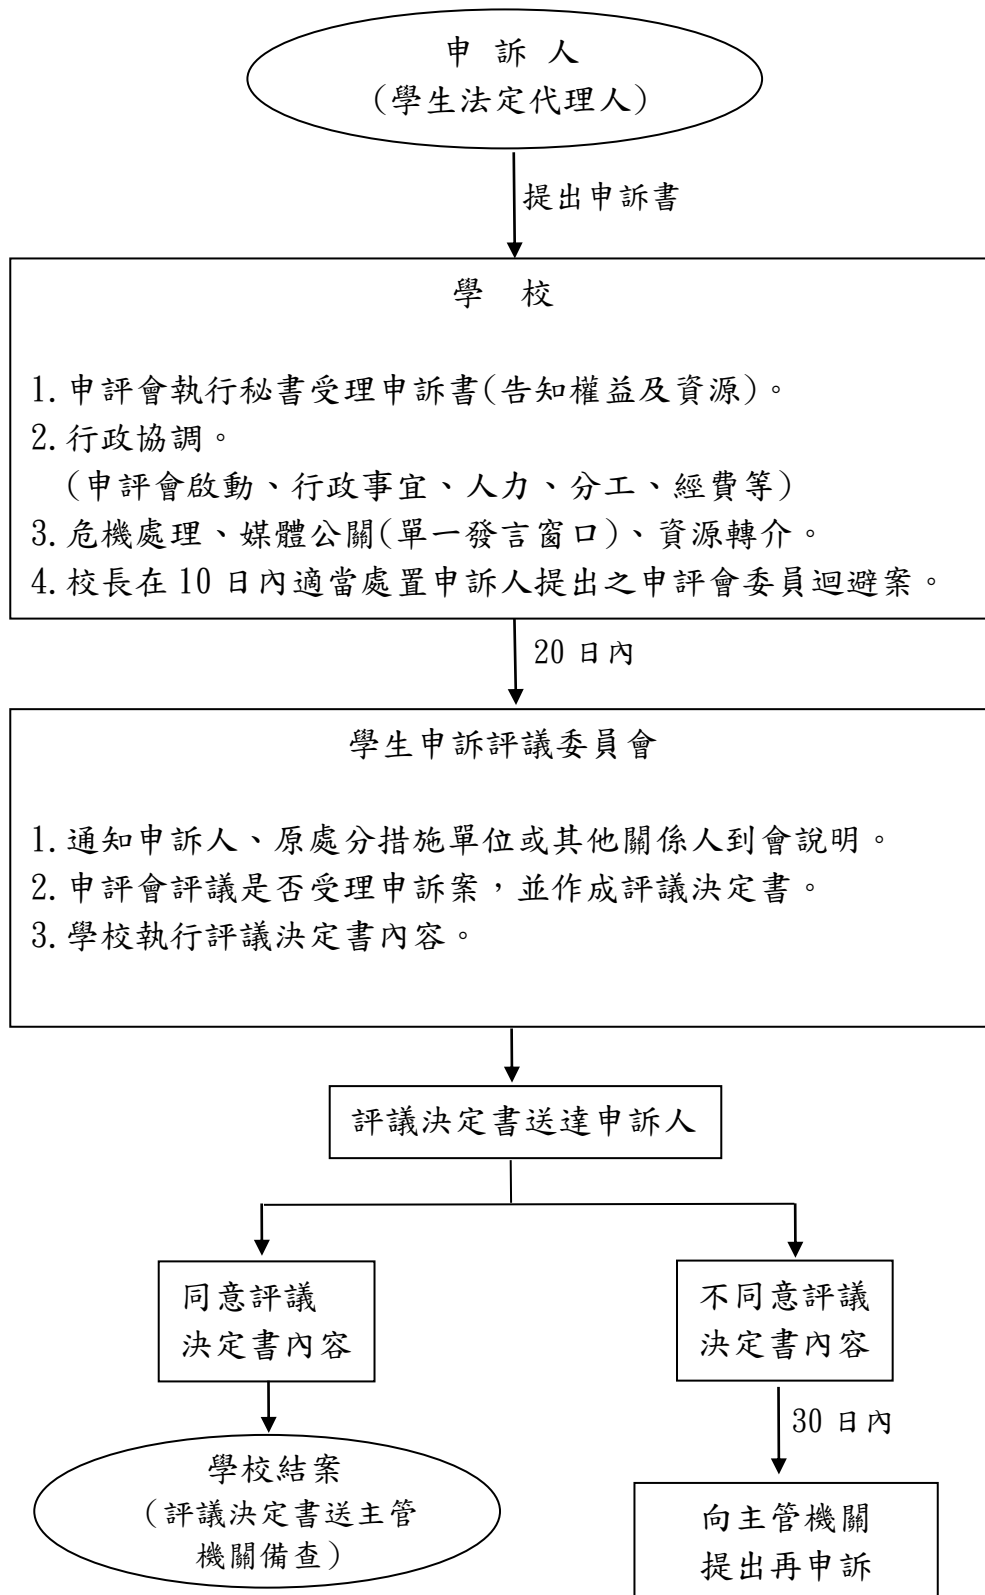 申 訴 人
(學生法定代理人)
提出申訴書
學 校
1.申評會執行秘書受理申訴書(告知權益及資源)。
2.行政協調。
(申評會啟動、行政事宜、人力、分工、經費等)
3.危機處理、媒體公關(單一發言窗口)、資源轉介。
4.校長在 10 日內適當處置申訴人提出之申評會委員迴避案。
20 日內
學生申訴評議委員會
1.通知申訴人、原處分措施單位或其他關係人到會說明。
2.申評會評議是否受理申訴案，並作成評議決定書。
3.學校執行評議決定書內容。
評議決定書送達申訴人
同意評議
決定書內容
不同意評議
決定書內容
30 日內
學校結案
(評議決定書送主管
機關備查)
向主管機關
提出再申訴